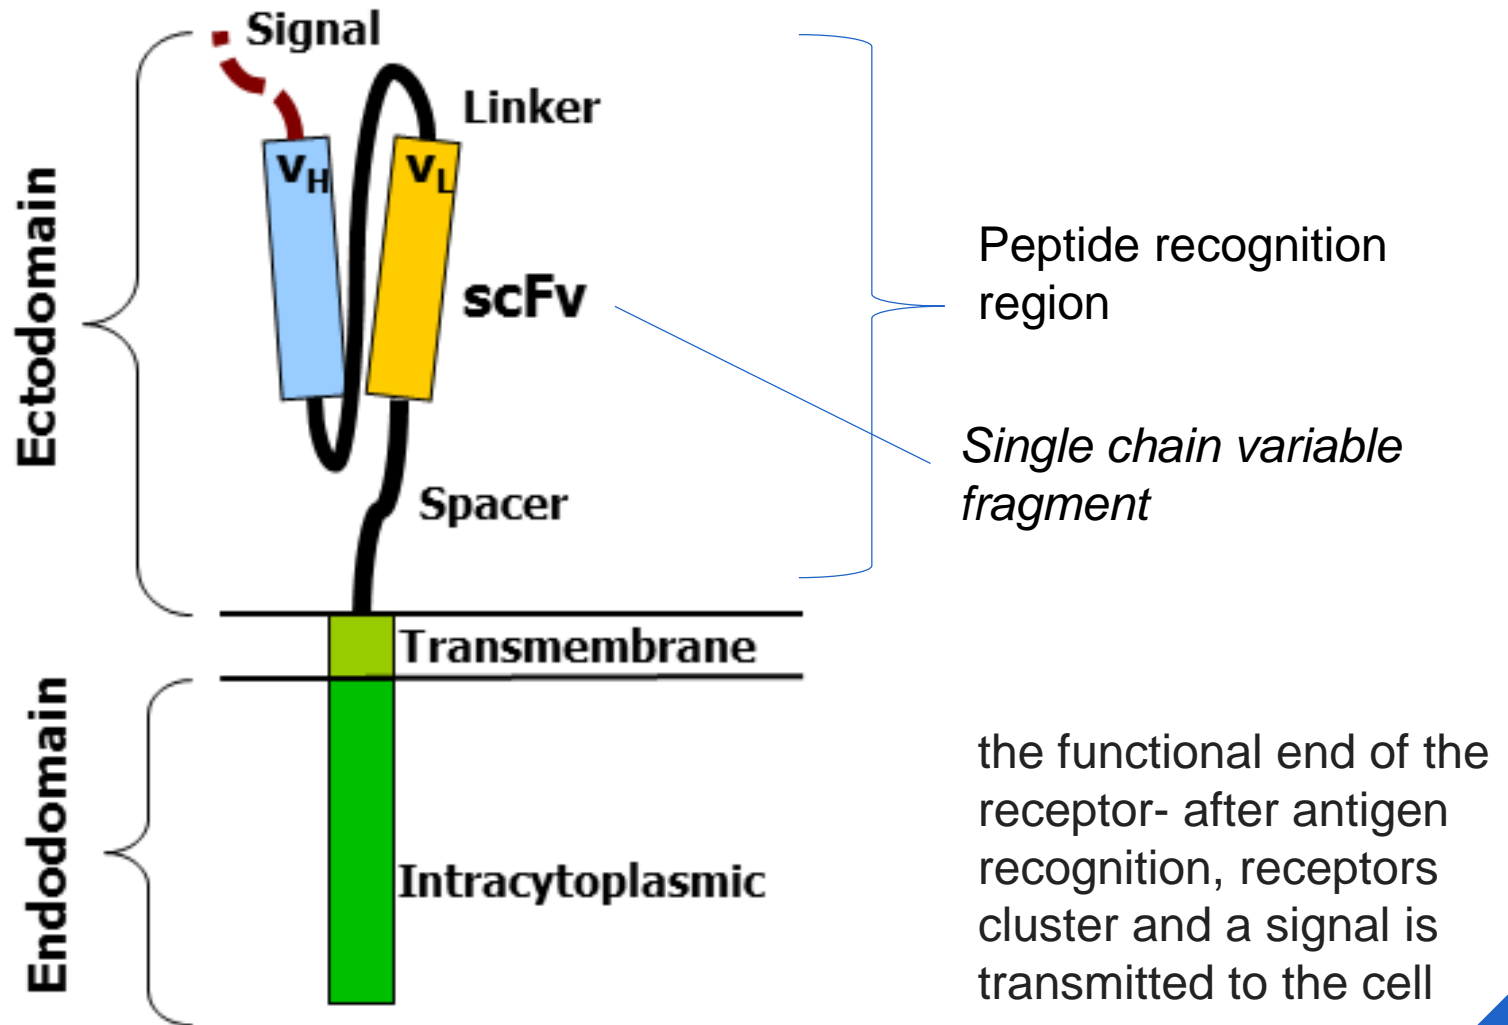 Signal
Linker
VH
VL
scFv
Spacer
Ectodomain
Transmembrane
Endodomain
Intracytoplasmic
Peptide recognition
region
Single chain variable
fragment
the functional end of the
receptor- after antigen
recognition, receptors
cluster and a signal is
transmitted to the cell